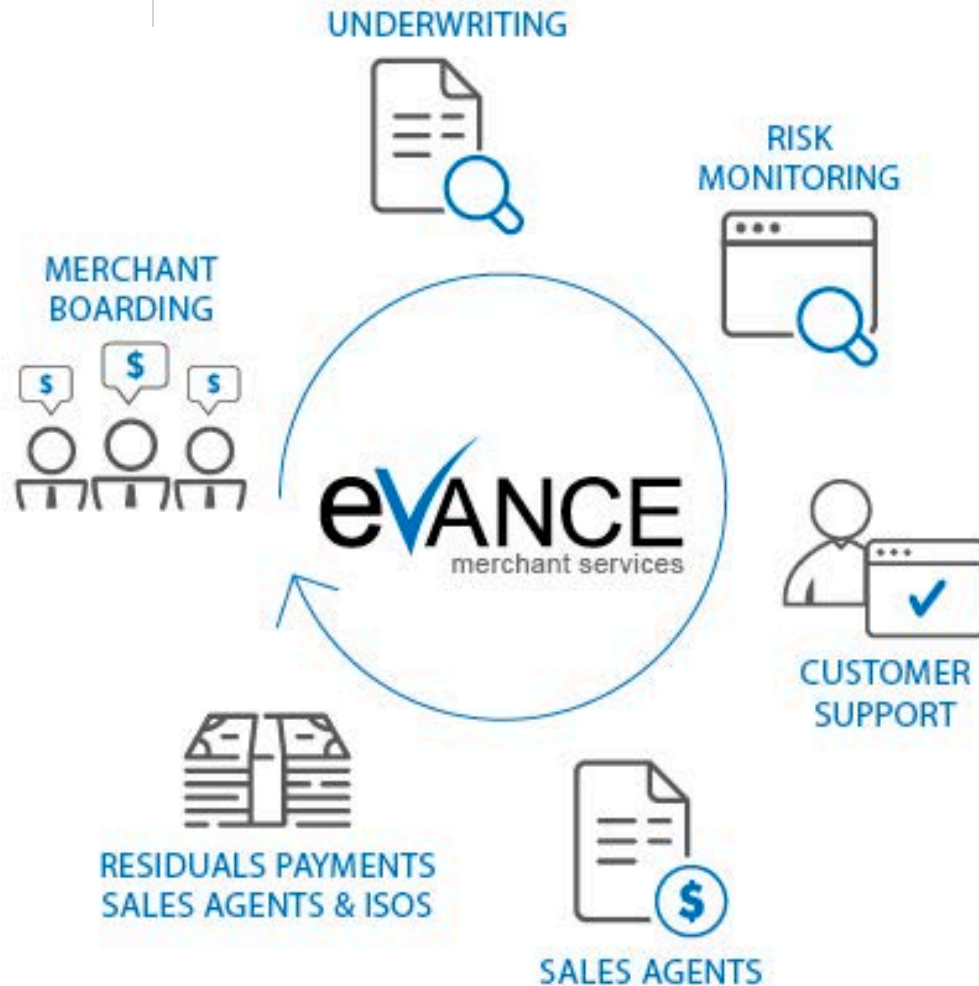 UNDERWRITING
RISK
MONITORING
MERCHANT
BOARDING
$
$
$
eVANCE
merchant services
CUSTOMER
SUPPORT
RESIDUALS PAYMENTS
SALES AGENTS & ISOS
$
SALES AGENTS